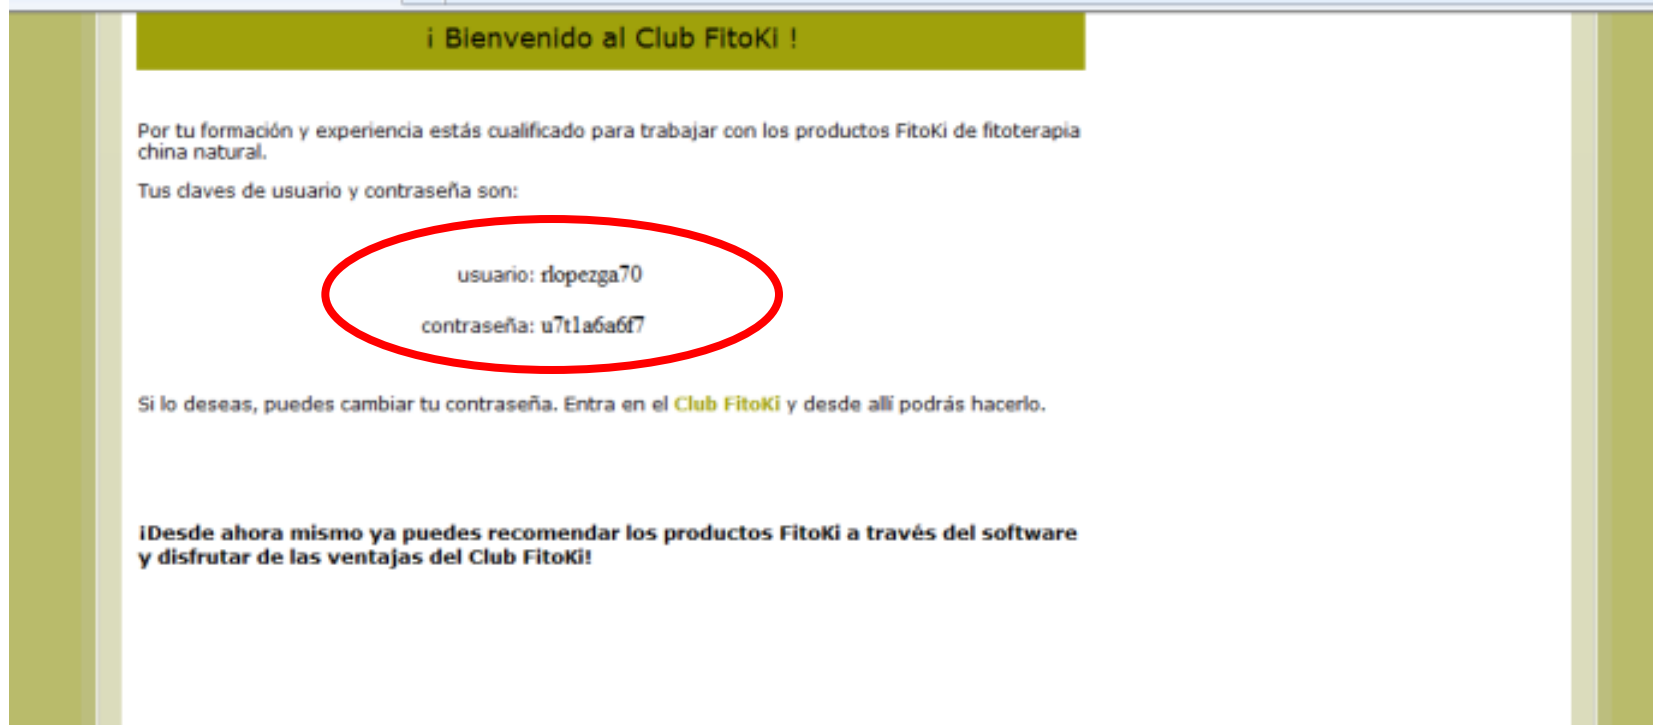 ¡ Bienvenido al Club FitoKi !
Por tu formación y experiencia estás cualificado para trabajar con los productos FitoKi de fitoterapia
china natural.
Tus claves de usuario y contraseña son:
usuario: rlopezga70
contraseña: u7t1a6a6f7
Si lo deseas, puedes cambiar tu contraseña. Entra en el Club FitoKi y desde allí podrás hacerlo.
¡Desde ahora mismo ya puedes recomendar los productos FitoKi a través del software
y disfrutar de las ventajas del Club FitoKi!